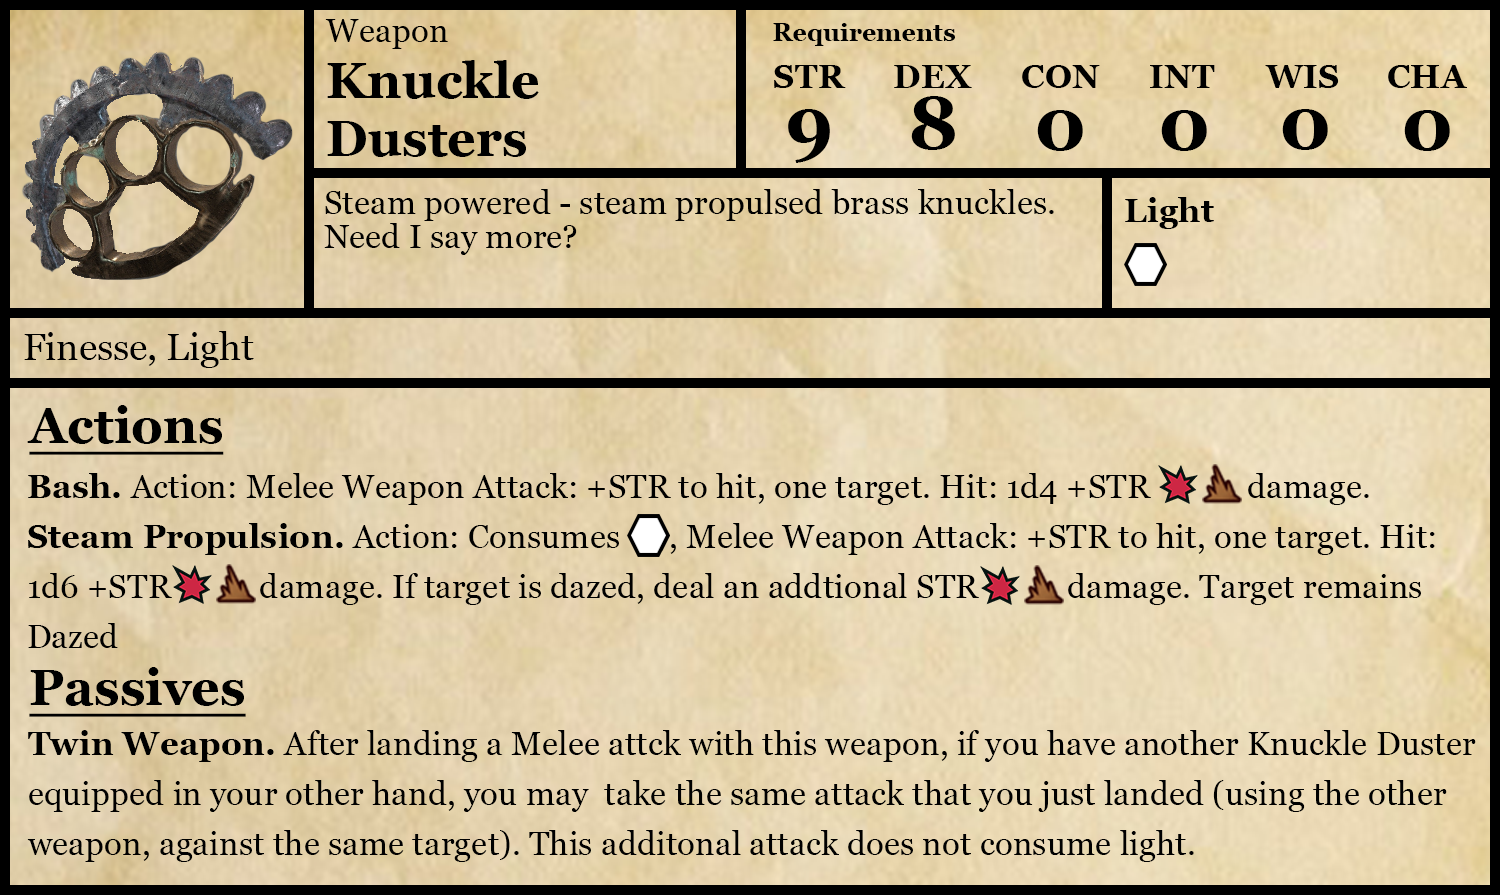 Weapon
Knuckle
Dusters
Requirements
STR DEX CON INT WIS CHA
9 8 0 0 0 0
Steam powered - steam propulsed brass knuckles.
Need I say more?
Light
Finesse, Light
Actions
Bash. Action: Melee Weapon Attack: +STR to hit, one target. Hit: 1d4 +STR damage.
Steam Propulsion. Action: Consumes , Melee Weapon Attack: +STR to hit, one target. Hit:
1d6 +STR damage. If target is dazed, deal an addtional STR damage. Target remains
Dazed
Passives
Twin Weapon. After landing a Melee attck with this weapon, if you have another Knuckle Duster
equipped in your other hand, you may  take the same attack that you just landed (using the other
weapon, against the same target). This additonal attack does not consume light.